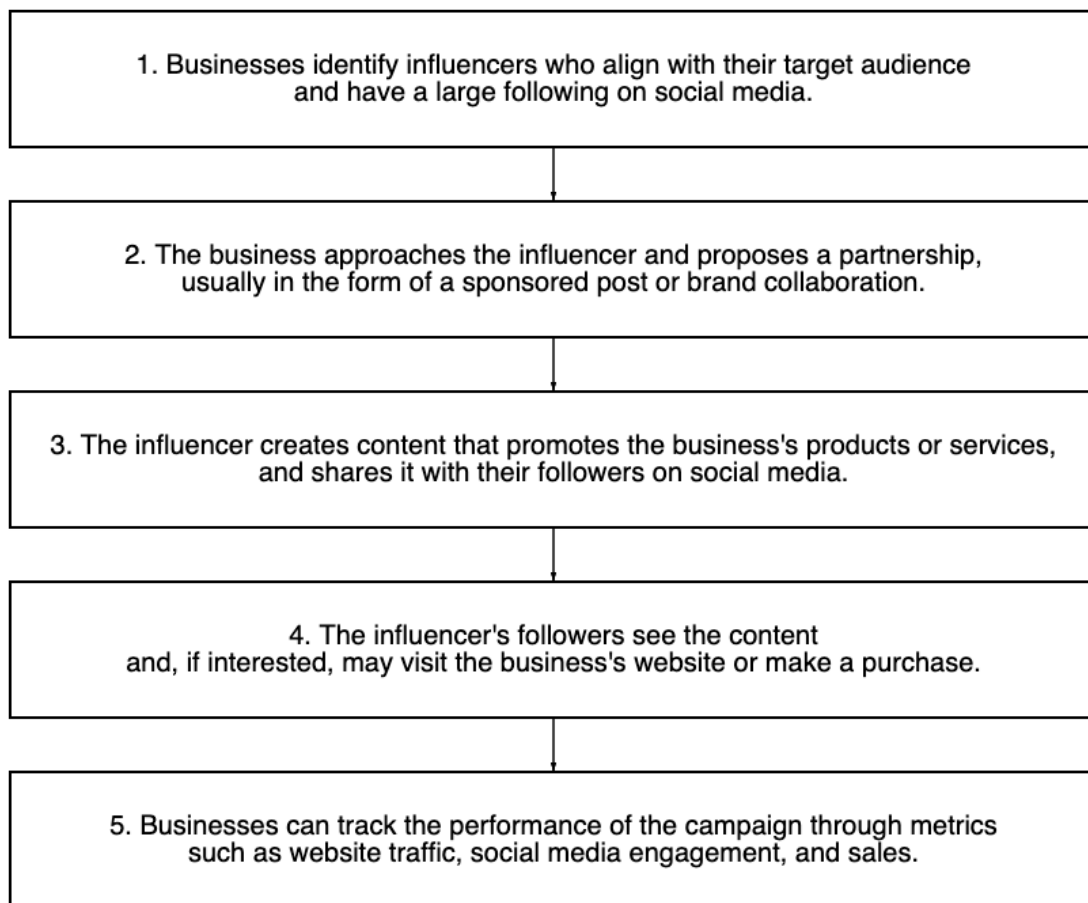 1. Businesses identify influencers who align with their target audience
and have a large following on social media.
2. The business approaches the influencer and proposes a partnership,
usually in the form of a sponsored post or brand collaboration.
3. The influencer creates content that promotes the business's products or services,
and shares it with their followers on social media.
4. The influencer's followers see the content
and, if interested, may visit the business's website or make a purchase.
5. Businesses can track the performance of the campaign through metrics
such as website traffic, social media engagement, and sales.